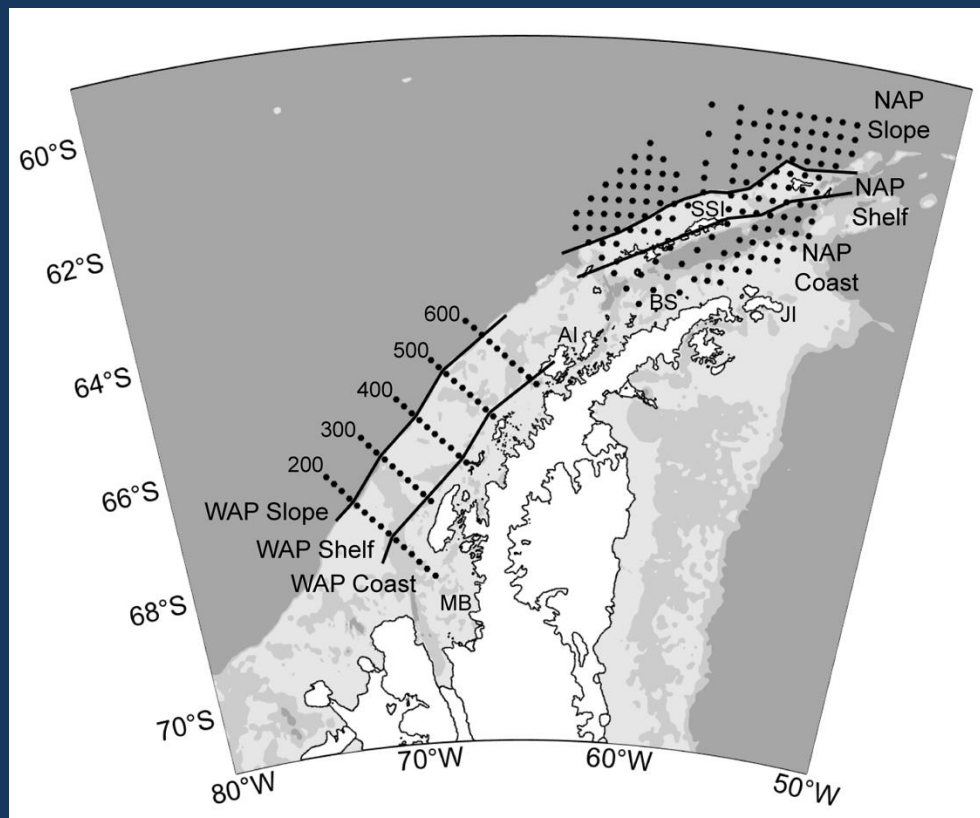 60°S
62°S
64°S
66°S
68°S
70°S
80°W
70°W
60°W
50°W
NAP
Slope
NAP
Shelf
NAP
Coast
SSI
BS
JI
AI
600
500
400
300
200
WAP Slope
WAP Shelf
WAP Coast
MB